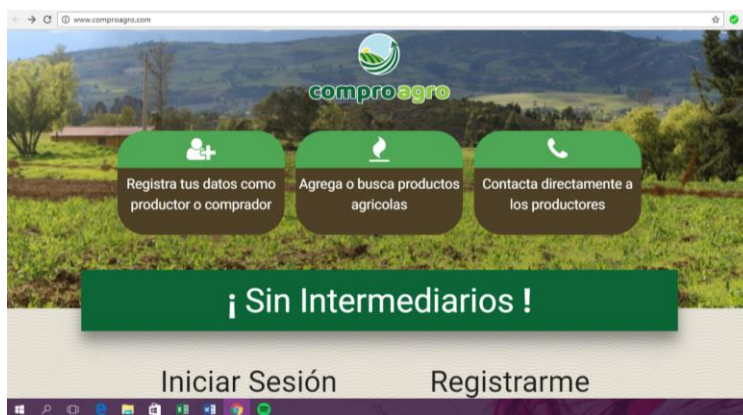 www.comproagro.com
comproagro
Registra tus datos como
productor o comprador
Agrega o busca productos
agricolas
Contacta directamente a
los productores
¡ Sin Intermediarios !
Iniciar Sesión
Registrarme